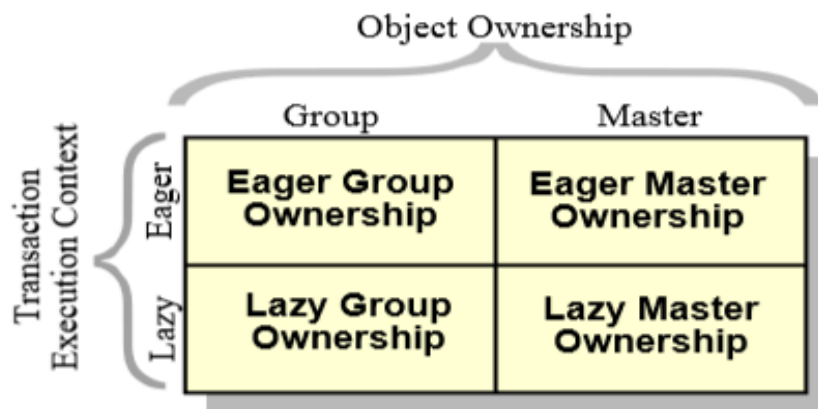 Object Ownership
Group Master
Transaction
Execution Context
Eager
Eager Group
Ownership
Eager Master
Ownership
Lazy
Lazy Group
Ownership
Lazy Master
Ownership